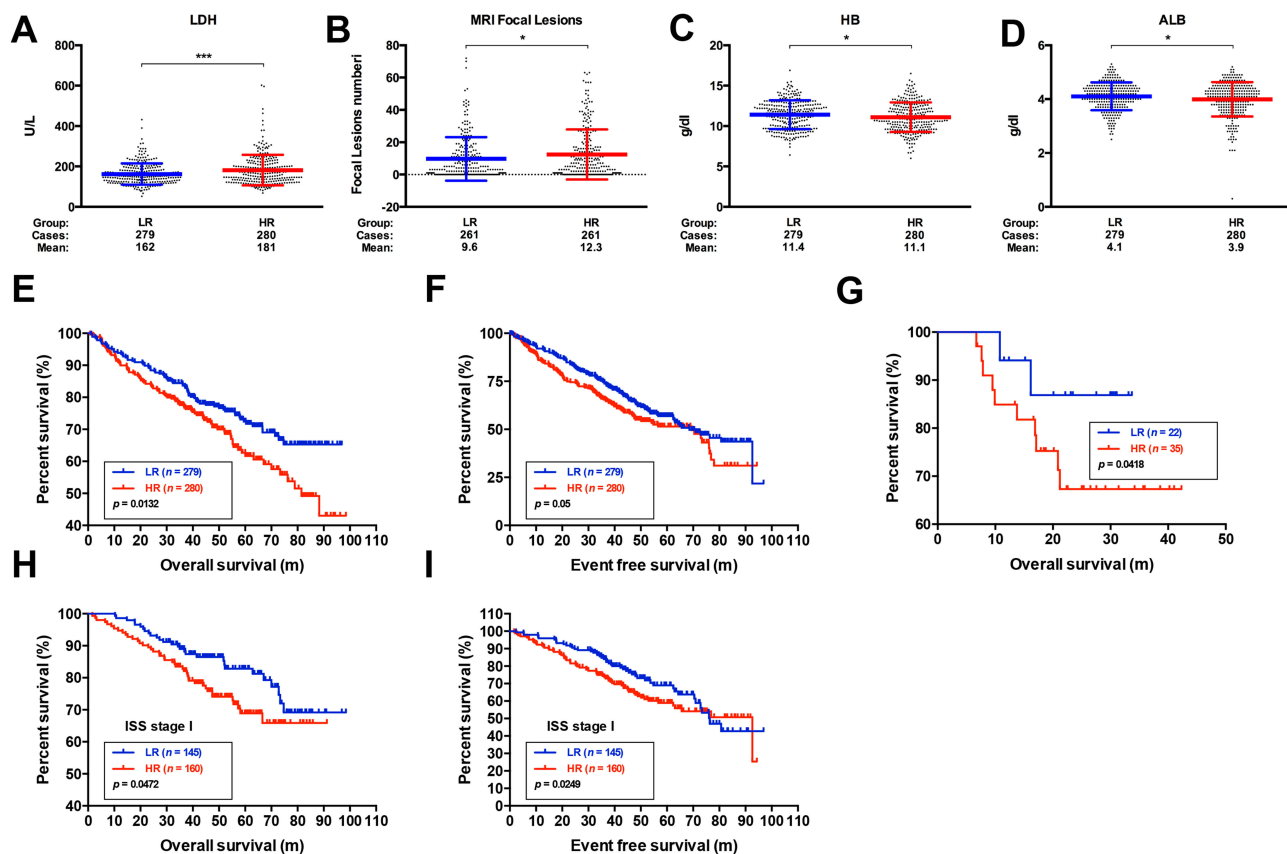 A
LDH
U/L
800
600
400
200
0
***
Group: LR HR
Cases: 279 280
Mean: 162 181
B
MRI Focal Lesions
Focal Lesions numberi
80
60
40
20
0
-20
*
Group: LR HR
Cases: 261 261
Mean: 9.6 12.3
C
HB
g/dl
20
15
10
5
0
*
Group: LR HR
Cases: 279 280
Mean: 11.4 11.1
D
ALB
g/dl
6
4
2
0
*
Group: LR HR
Cases: 279 280
Mean: 4.1 3.9
E
Percent survival (%)
100
90
80
70
60
50
40
LR (n = 279)
HR (n = 280)
p = 0.0132
0 10 20 30 40 50 60 70 80 90 100 110
Overall survival (m)
F
Percent survival (%)
100
75
50
25
0
LR (n = 279)
HR (n = 280)
p = 0.05
0 10 20 30 40 50 60 70 80 90 100 110
Event free survival (m)
G
Percent survival (%)
100
90
80
70
60
LR (n = 22)
HR (n = 35)
p = 0.0418
0 10 20 30 40 50
Overall survival (m)
H
Percent survival (%)
100
90
80
70
60
50
40
ISS stage I
LR (n = 145)
HR (n = 160)
p = 0.0472
0 10 20 30 40 50 60 70 80 90 100 110
Overall survival (m)
I
Percent survival (%)
110
100
90
80
70
60
50
40
30
20
10
0
ISS stage I
LR (n = 145)
HR (n = 160)
p = 0.0249
0 10 20 30 40 50 60 70 80 90 100 110
Event free survival (m)